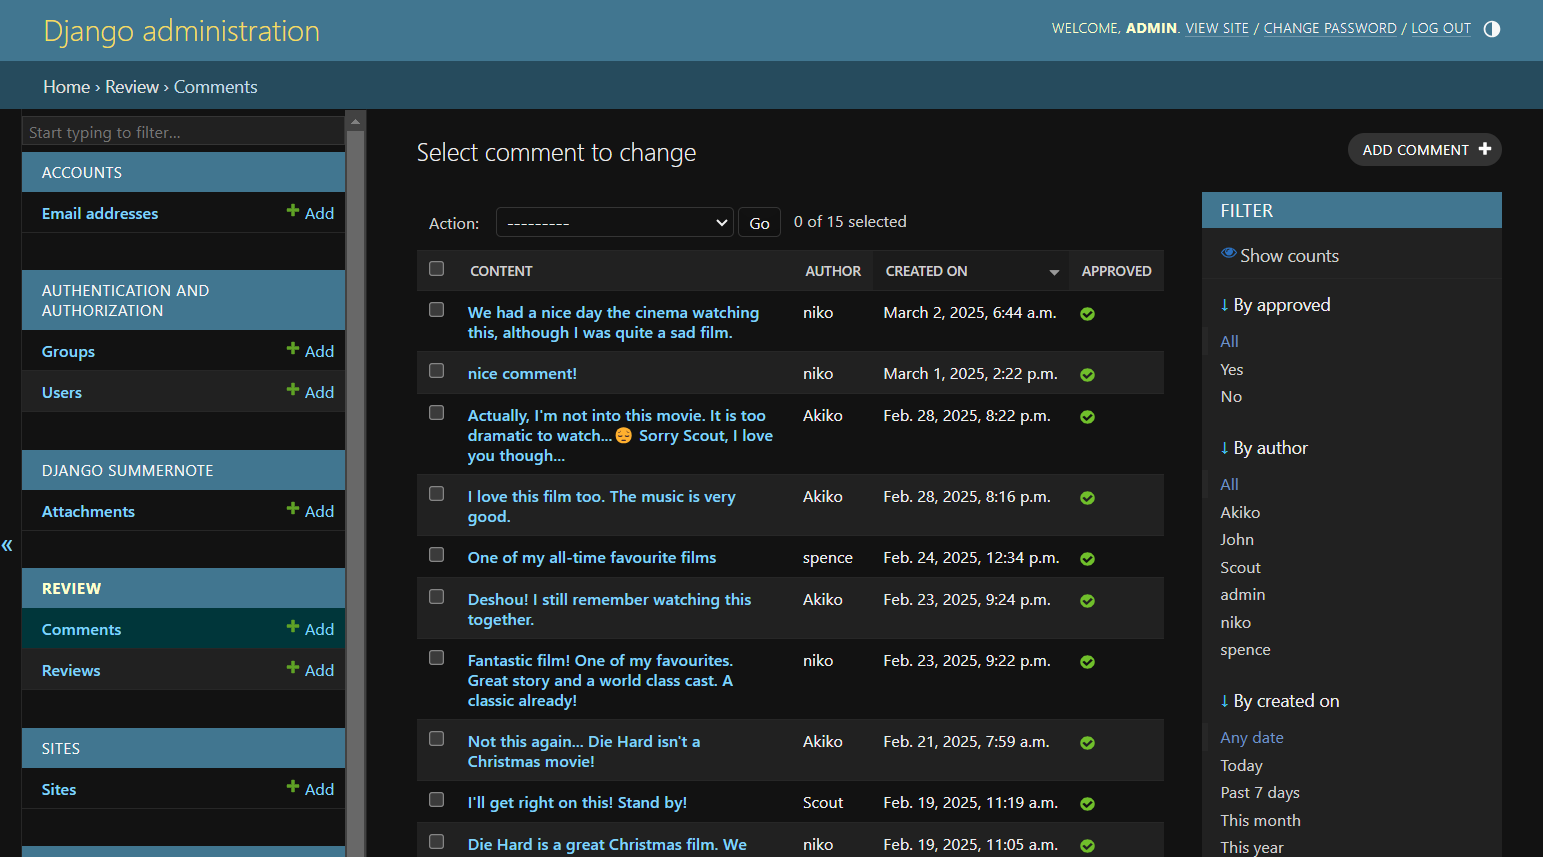 Django administration
WELCOME, ADMIN. VIEW SITE / CHANGE PASSWORD / LOG OUT
Home › Review › Comments
Start typing to filter...
ACCOUNTS
Email addresses
Add
AUTHENTICATION AND
AUTHORIZATION
Groups
Add
Users
Add
DJANGO SUMMERNOTE
Attachments
Add
«
REVIEW
Comments
Add
Reviews
Add
SITES
Sites
Add
Select comment to change
ADD COMMENT
Action: --------- Go 0 of 15 selected
CONTENT AUTHOR CREATED ON APPROVED
We had a nice day the cinema watching
this, although I was quite a sad film.
niko March 2, 2025, 6:44 a.m.
nice comment! niko March 1, 2025, 2:22 p.m.
Actually, I'm not into this movie. It is too
dramatic to watch...😔 Sorry Scout, I love
you though...
Akiko Feb. 28, 2025, 8:22 p.m.
I love this film too. The music is very
good.
Akiko Feb. 28, 2025, 8:16 p.m.
One of my all-time favourite films spence Feb. 24, 2025, 12:34 p.m.
Deshou! I still remember watching this
together.
Akiko Feb. 23, 2025, 9:24 p.m.
Fantastic film! One of my favourites.
Great story and a world class cast. A
classic already!
niko Feb. 23, 2025, 9:22 p.m.
Not this again... Die Hard isn't a
Christmas movie!
Akiko Feb. 21, 2025, 7:59 a.m.
I'll get right on this! Stand by! Scout Feb. 19, 2025, 11:19 a.m.
Die Hard is a great Christmas film. We niko Feb. 19, 2025, 11:05 a.m.
FILTER
Show counts
↓ By approved
All
Yes
No
↓ By author
All
Akiko
John
Scout
admin
niko
spence
↓ By created on
Any date
Today
Past 7 days
This month
This year